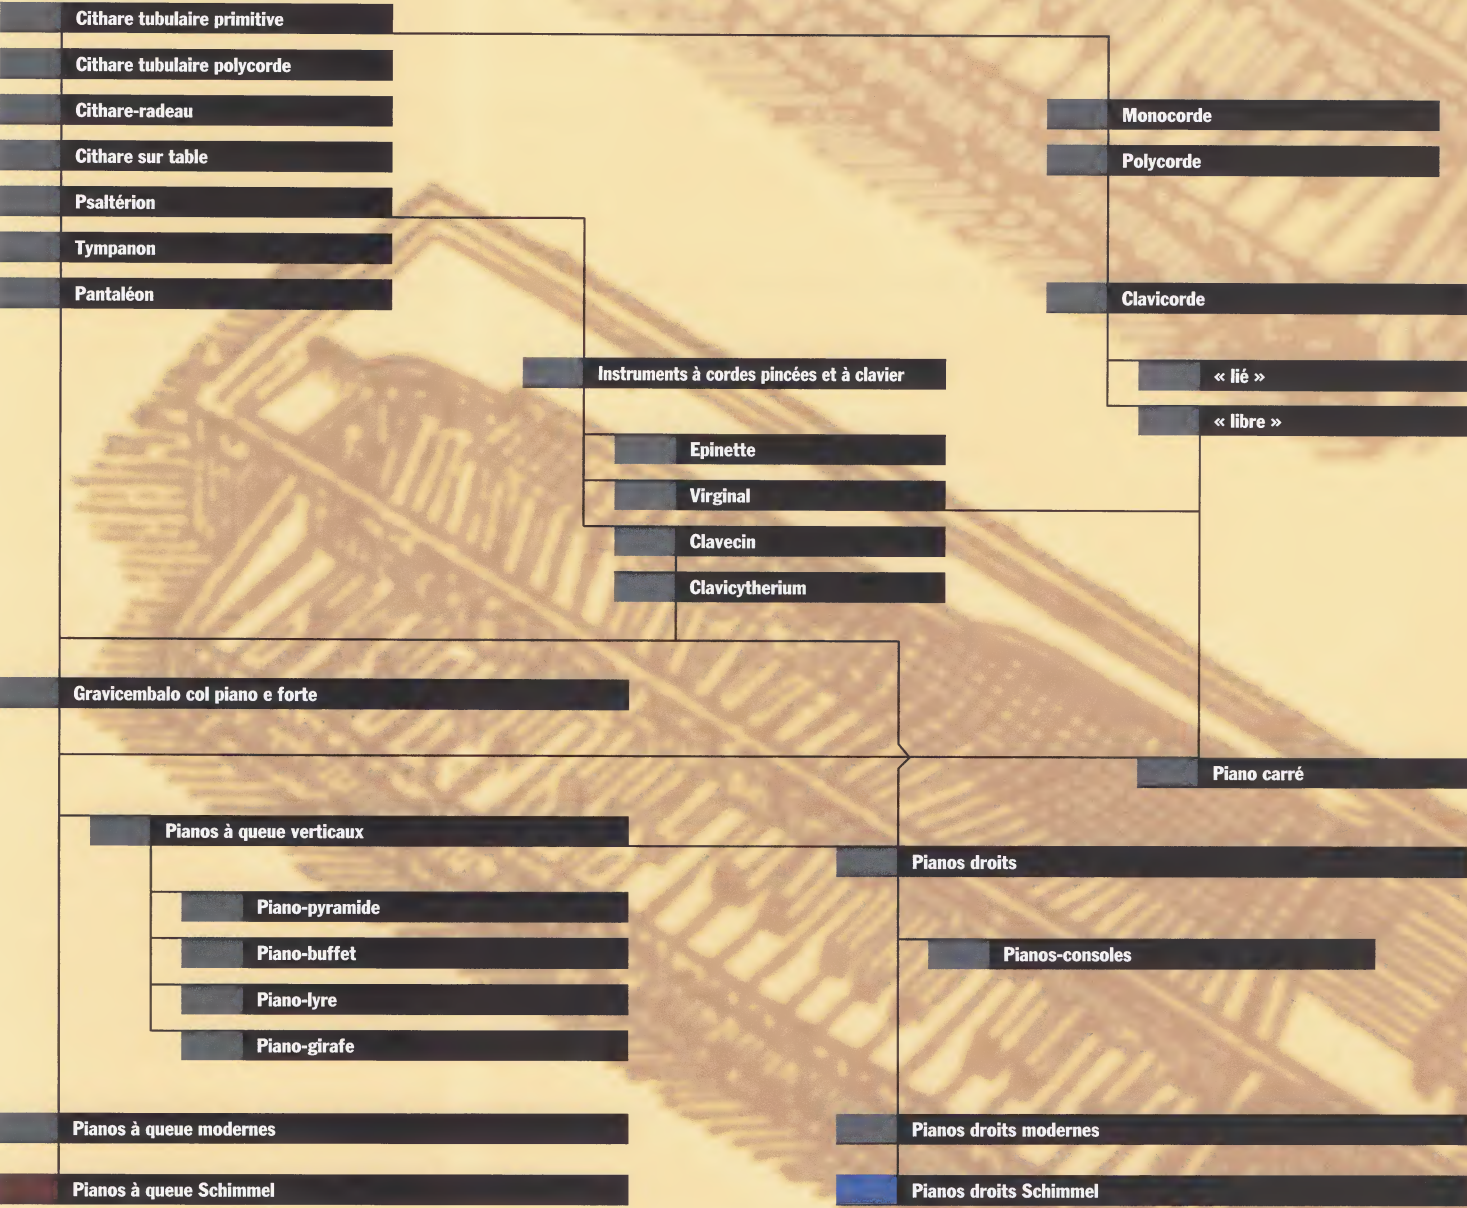 Cithare tubulaire primitive
Cithare tubulaire polycorde
Cithare-radeau
Cithare sur table
Psaltérion
Tympanon
Pantaléon
Monocorde
Polycorde
Clavicorde
« lié »
« libre »
Instruments à cordes pincées et à clavier
Epinette
Virginal
Clavecin
Clavicytherium
Gravicembalo col piano e forte
Piano carré
Pianos à queue verticaux
Pianos droits
Piano-pyramide
Piano-buffet
Piano-lyre
Piano-girafe
Pianos-consoles
Pianos à queue modernes
Pianos droits modernes
Pianos à queue Schimmel
Pianos droits Schimmel